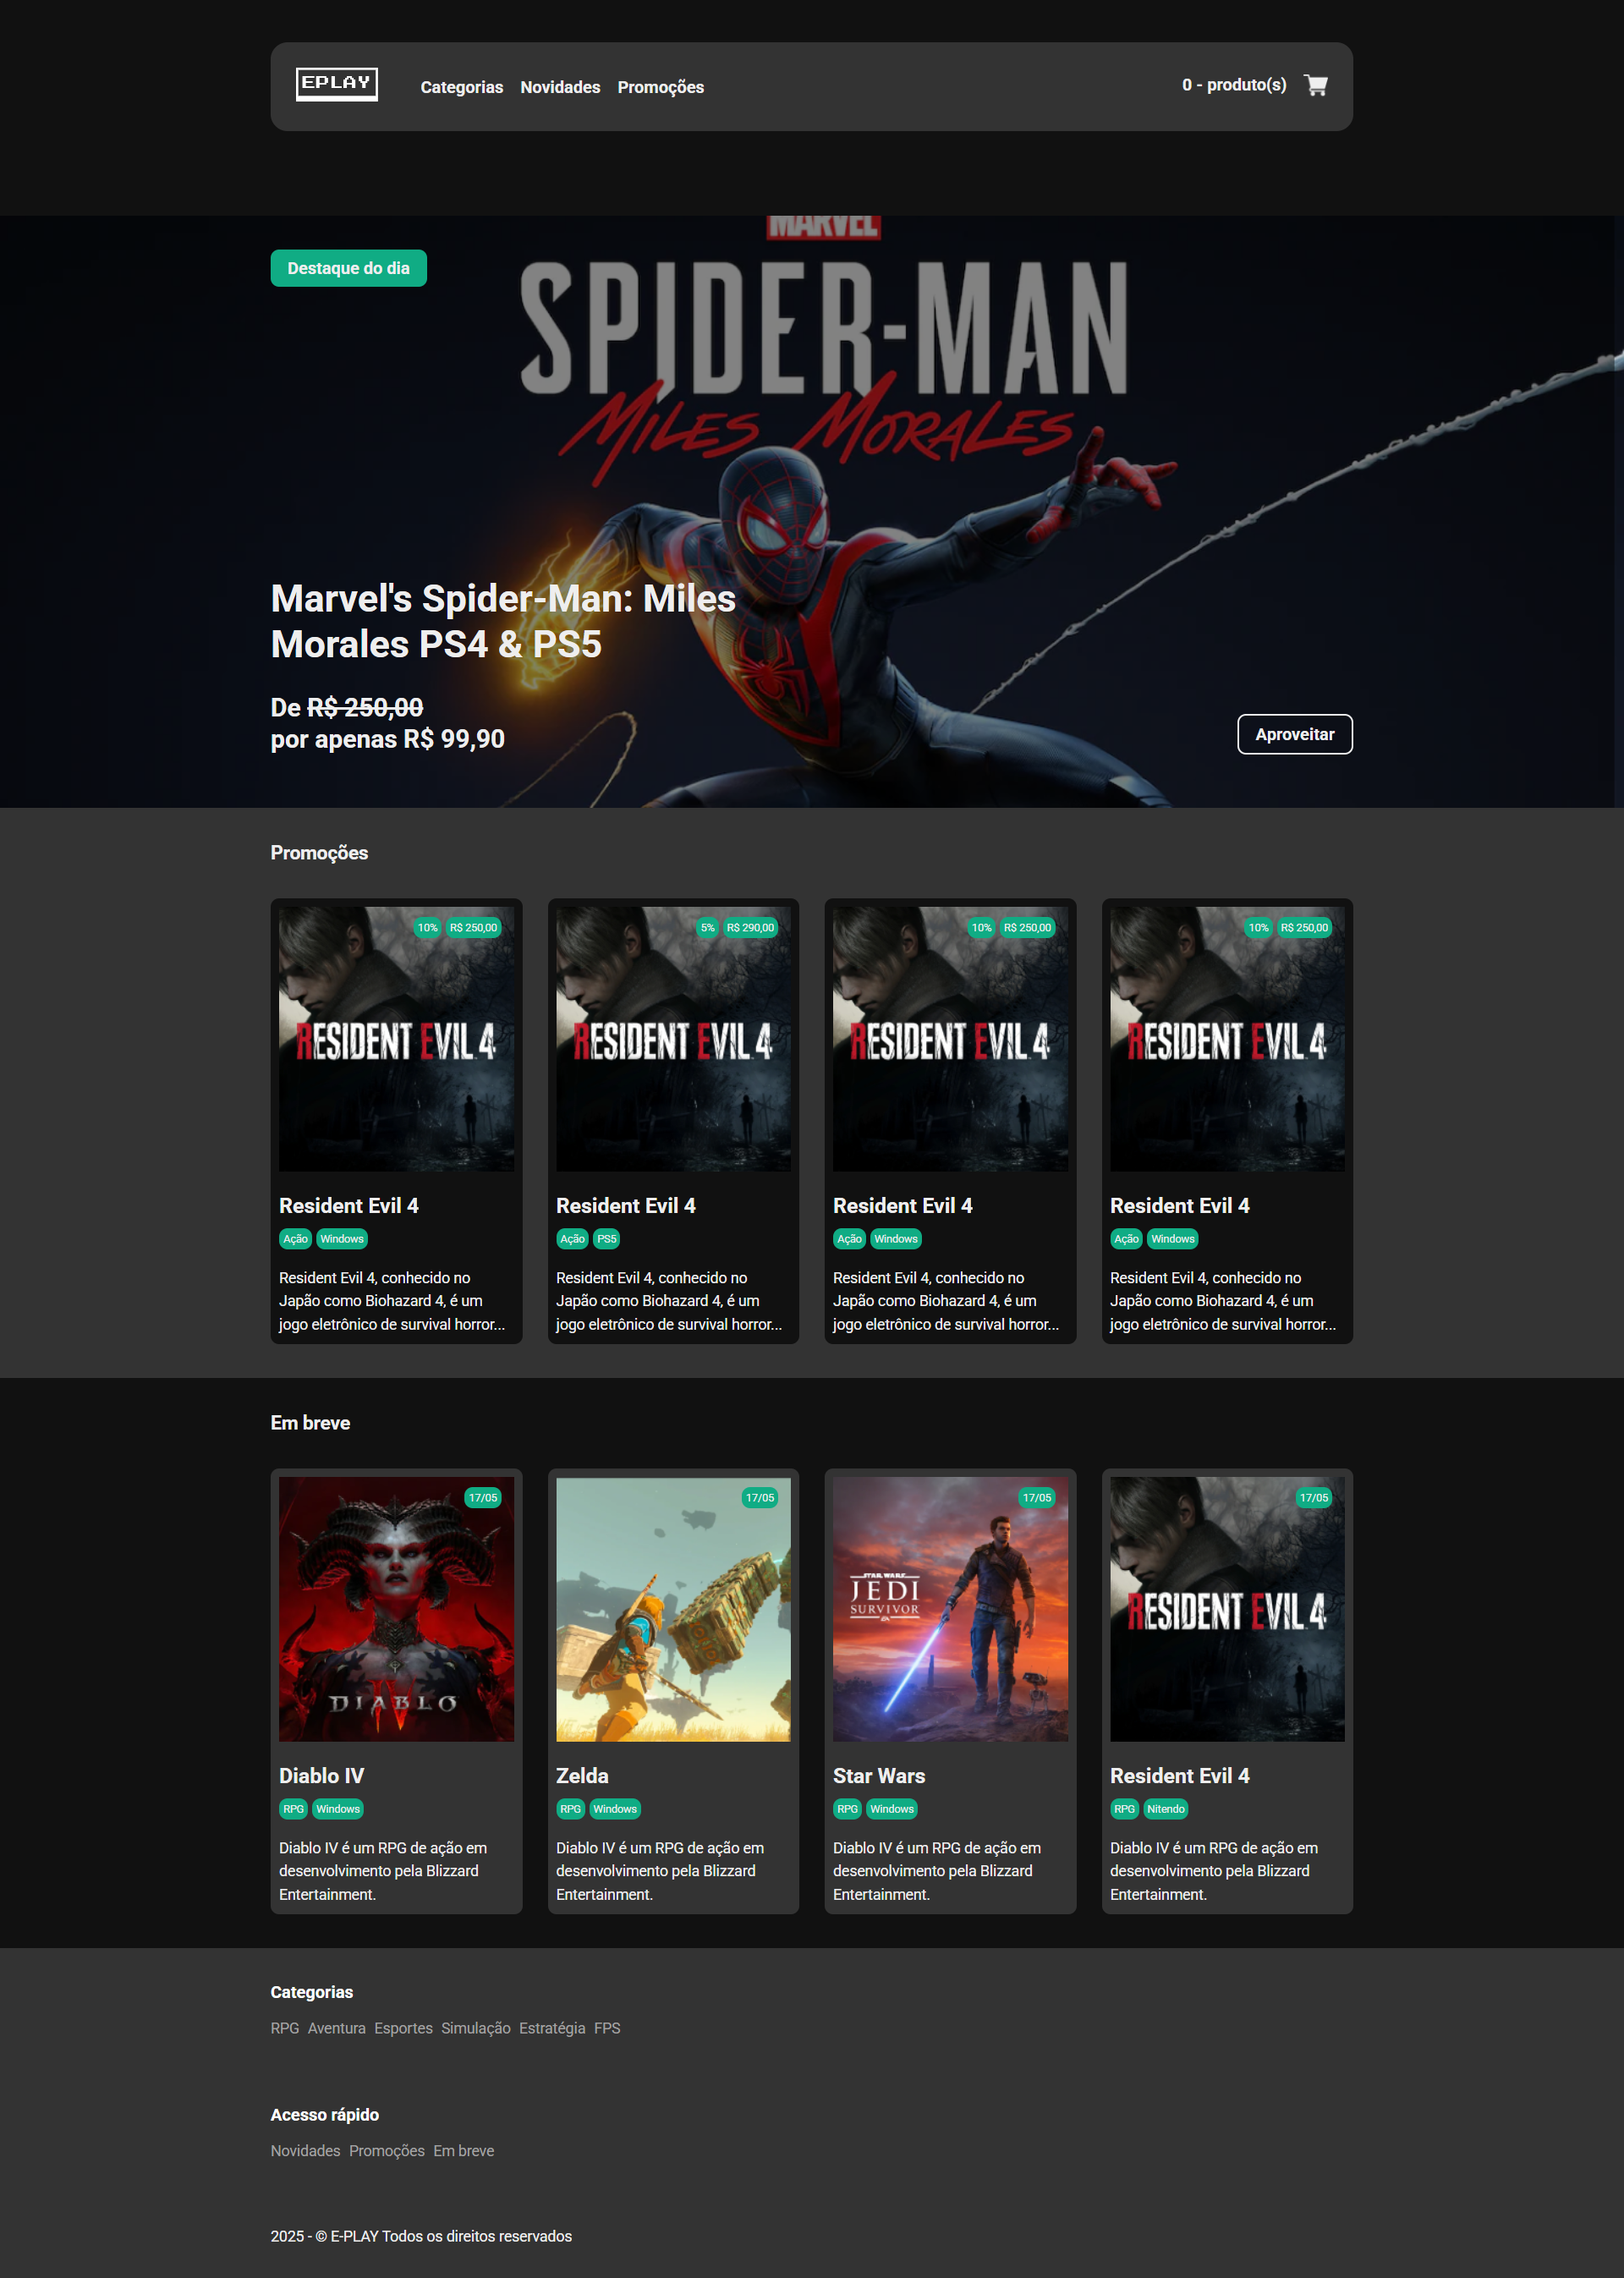 EPLAY
Categorias Novidades Promoções
0 - produto(s)
MARVEL
Destaque do dia
SPIDER-MAN
MILES MORALES
Marvel's Spider-Man: Miles
Morales PS4 & PS5
De R$ 250,00
por apenas R$ 99,90
Aproveitar
Promoções
10% R$ 250,00
RESIDENT EVIL 4
Resident Evil 4
Ação Windows
Resident Evil 4, conhecido no
Japão como Biohazard 4, é um
jogo eletrônico de survival horror...
5% R$ 290,00
RESIDENT EVIL 4
Resident Evil 4
Ação PS5
Resident Evil 4, conhecido no
Japão como Biohazard 4, é um
jogo eletrônico de survival horror...
10% R$ 250,00
RESIDENT EVIL 4
Resident Evil 4
Ação Windows
Resident Evil 4, conhecido no
Japão como Biohazard 4, é um
jogo eletrônico de survival horror...
10% R$ 250,00
RESIDENT EVIL 4
Resident Evil 4
Ação Windows
Resident Evil 4, conhecido no
Japão como Biohazard 4, é um
jogo eletrônico de survival horror...
Em breve
17/05
DIABLO
IV
Diablo IV
RPG Windows
Diablo IV é um RPG de ação em
desenvolvimento pela Blizzard
Entertainment.
17/05
Zelda
RPG Windows
Diablo IV é um RPG de ação em
desenvolvimento pela Blizzard
Entertainment.
17/05
STAR WARS
JEDI
SURVIVOR
EA
Star Wars
RPG Windows
Diablo IV é um RPG de ação em
desenvolvimento pela Blizzard
Entertainment.
17/05
RESIDENT EVIL 4
Resident Evil 4
RPG Nitendo
Diablo IV é um RPG de ação em
desenvolvimento pela Blizzard
Entertainment.
Categorias
RPG Aventura Esportes Simulação Estratégia FPS
Acesso rápido
Novidades Promoções Em breve
2025 - © E-PLAY Todos os direitos reservados